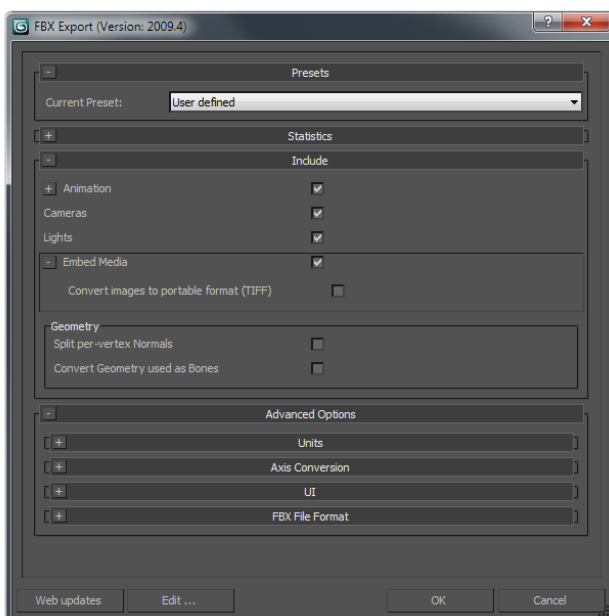 FBX Export (Version: 2009.4)
Presets
Current Preset: User defined
Statistics
Include
Animation
Cameras
Lights
Embed Media
Convert images to portable format (TIFF)
Geometry
Split per-vertex Normals
Convert Geometry used as Bones
Advanced Options
Units
Axis Conversion
UI
FBX File Format
Web updates Edit ... OK Cancel